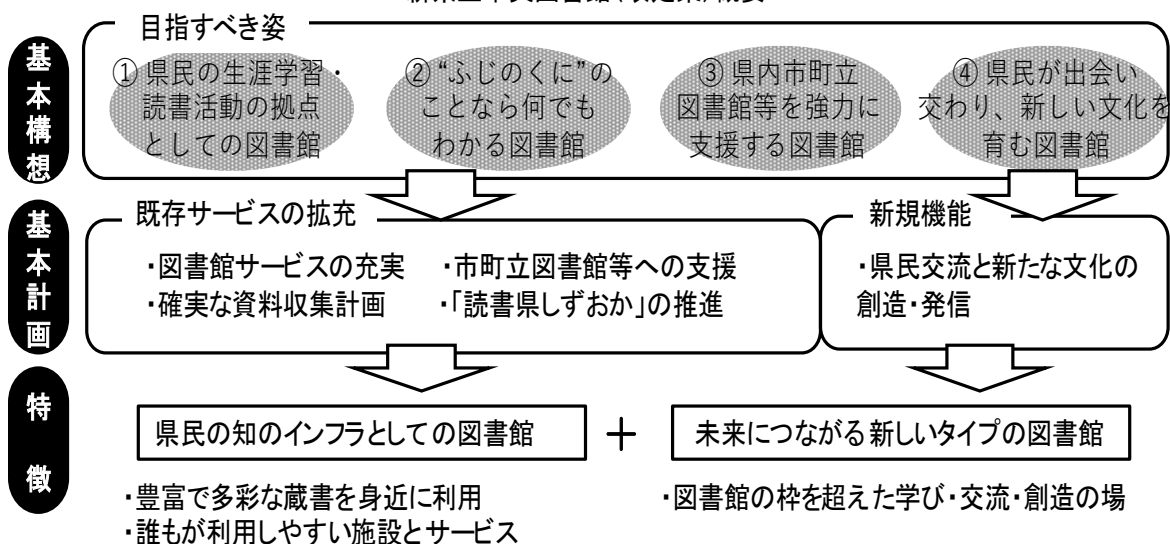 目指すべき姿
基本構想
① 県民の生涯学習・
読書活動の拠点
としての図書館
② “ふじのくに”の
ことなら何でも
わかる図書館
③ 県内市町立
図書館等を強力に
支援する図書館
④ 県民が出会い
交わり、新しい文化を
育む図書館
基本計画
既存サービスの拡充
・図書館サービスの充実
・確実な資料収集計画
・市町立図書館等への支援
・「読書県しずおか」の推進
新規機能
・県民交流と新たな文化の
創造・発信
特徴
県民の知のインフラとしての図書館
+
未来につながる新しいタイプの図書館
・豊富で多彩な蔵書を身近に利用
・誰もが利用しやすい施設とサービス
・図書館の枠を超えた学び・交流・創造の場